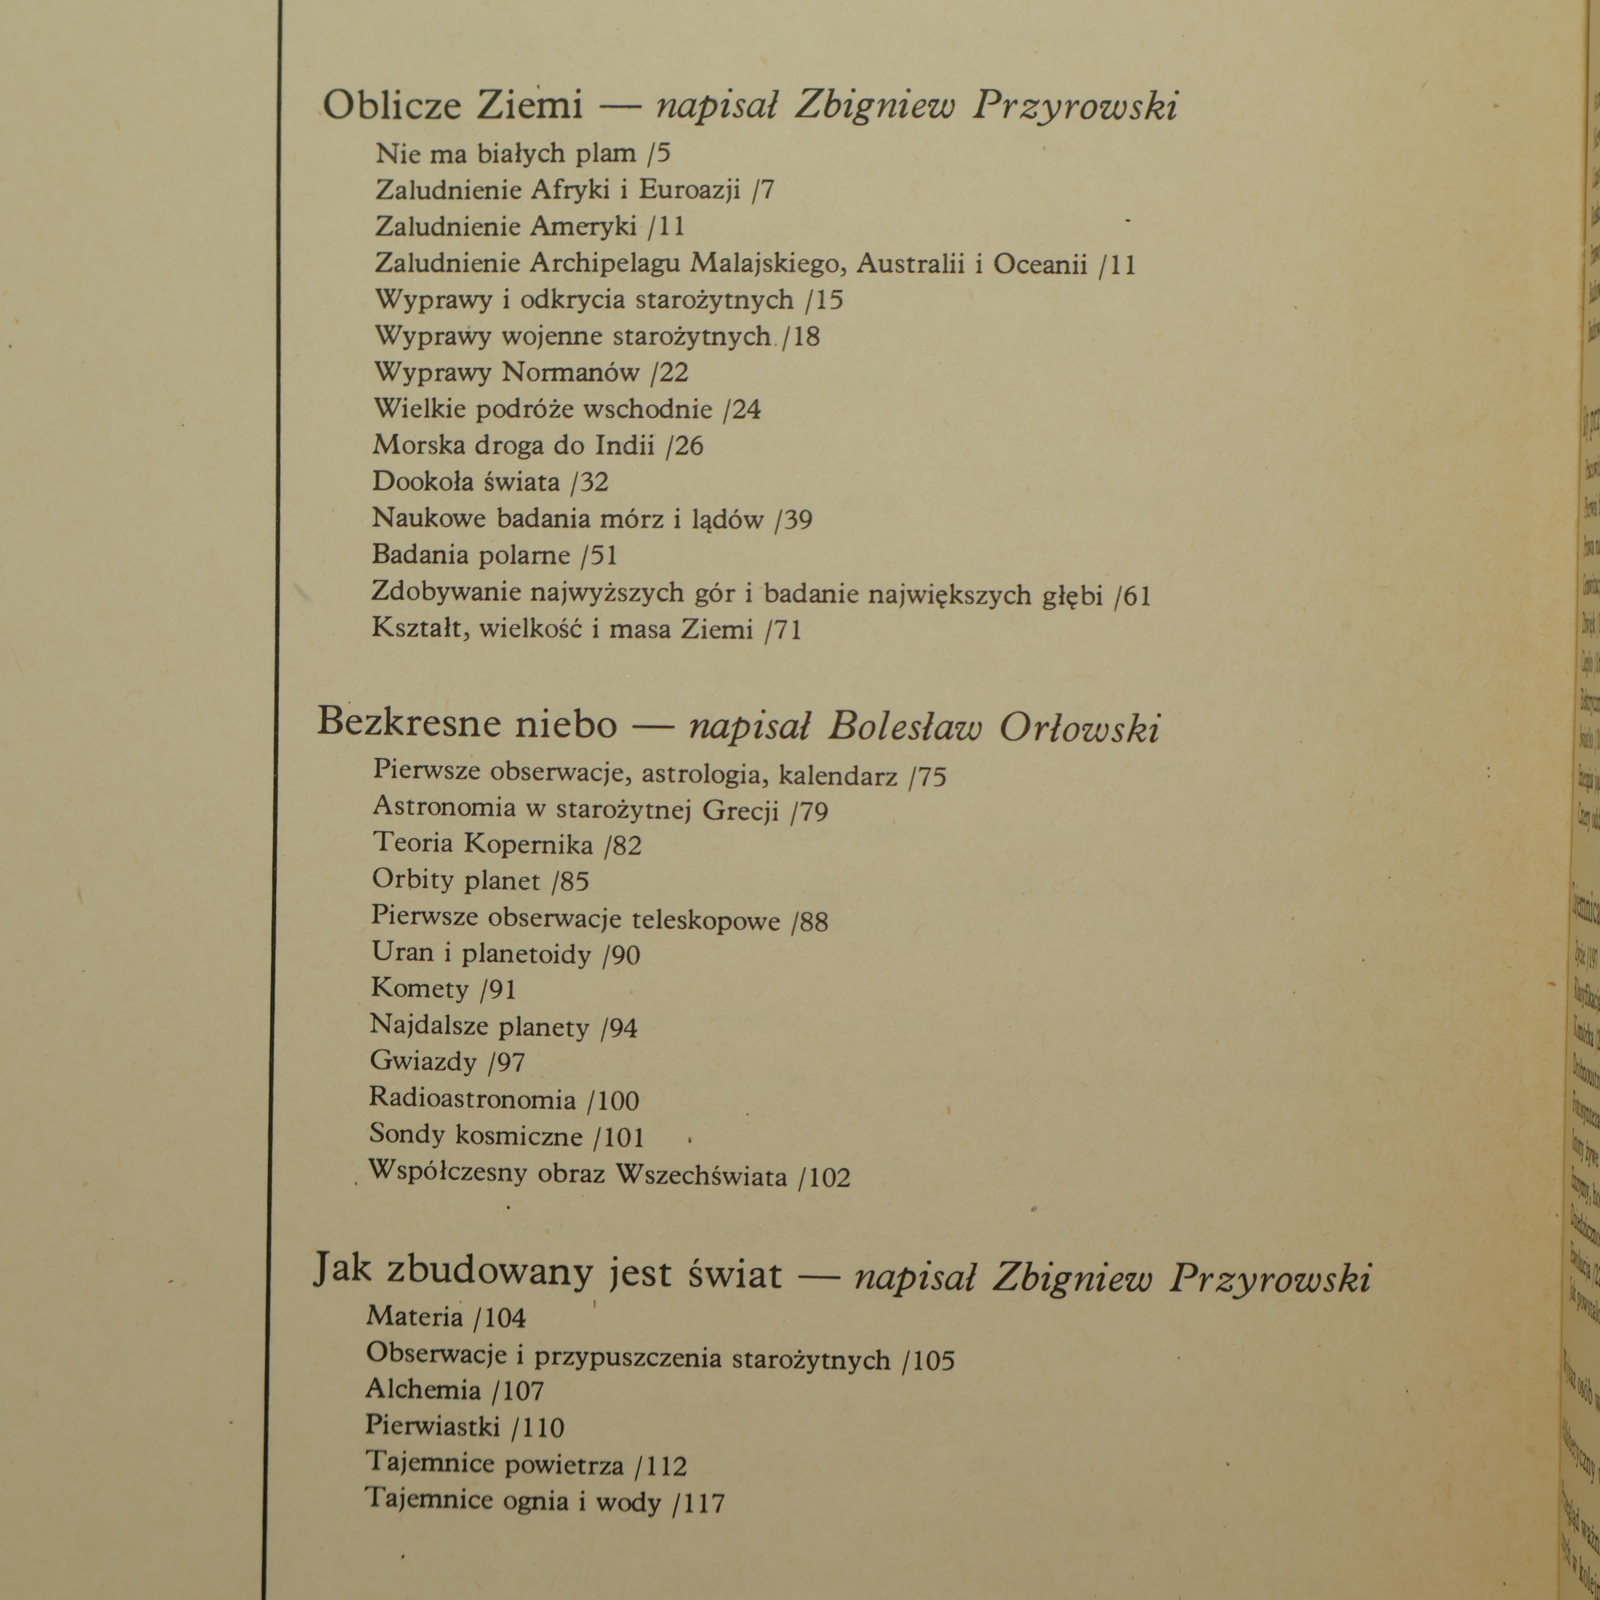 Oblicze Ziemi — napisał Zbigniew Przyrowski
Nie ma białych plam /5
Zaludnienie Afryki i Euroazji /7
Zaludnienie Ameryki /11
Zaludnienie Archipelagu Malajskiego, Australii i Oceanii /11
Wyprawy i odkrycia starożytnych /15
Wyprawy wojenne starożytnych /18
Wyprawy Normanów /22
Wielkie podróże wschodnie /24
Morska droga do Indii /26
Dookoła świata /32
Naukowe badania mórz i lądów /39
Badania polarne /51
Zdobywanie najwyższych gór i badanie największych głębi /61
Kształt, wielkość i masa Ziemi /71
Bezkresne niebo — napisał Bolesław Orłowski
Pierwsze obserwacje, astrologia, kalendarz /75
Astronomia w starożytnej Grecji /79
Teoria Kopernika /82
Orbity planet /85
Pierwsze obserwacje teleskopowe /88
Uran i planetoidy /90
Komety /91
Najdalsze planety /94
Gwiazdy /97
Radioastronomia /100
Sondy kosmiczne /101
Współczesny obraz Wszechświata /102
Jak zbudowany jest świat — napisał Zbigniew Przyrowski
Materia /104
Obserwacje i przypuszczenia starożytnych /105
Alchemia /107
Pierwiastki /110
Tajemnice powietrza /112
Tajemnice ognia i wody /117